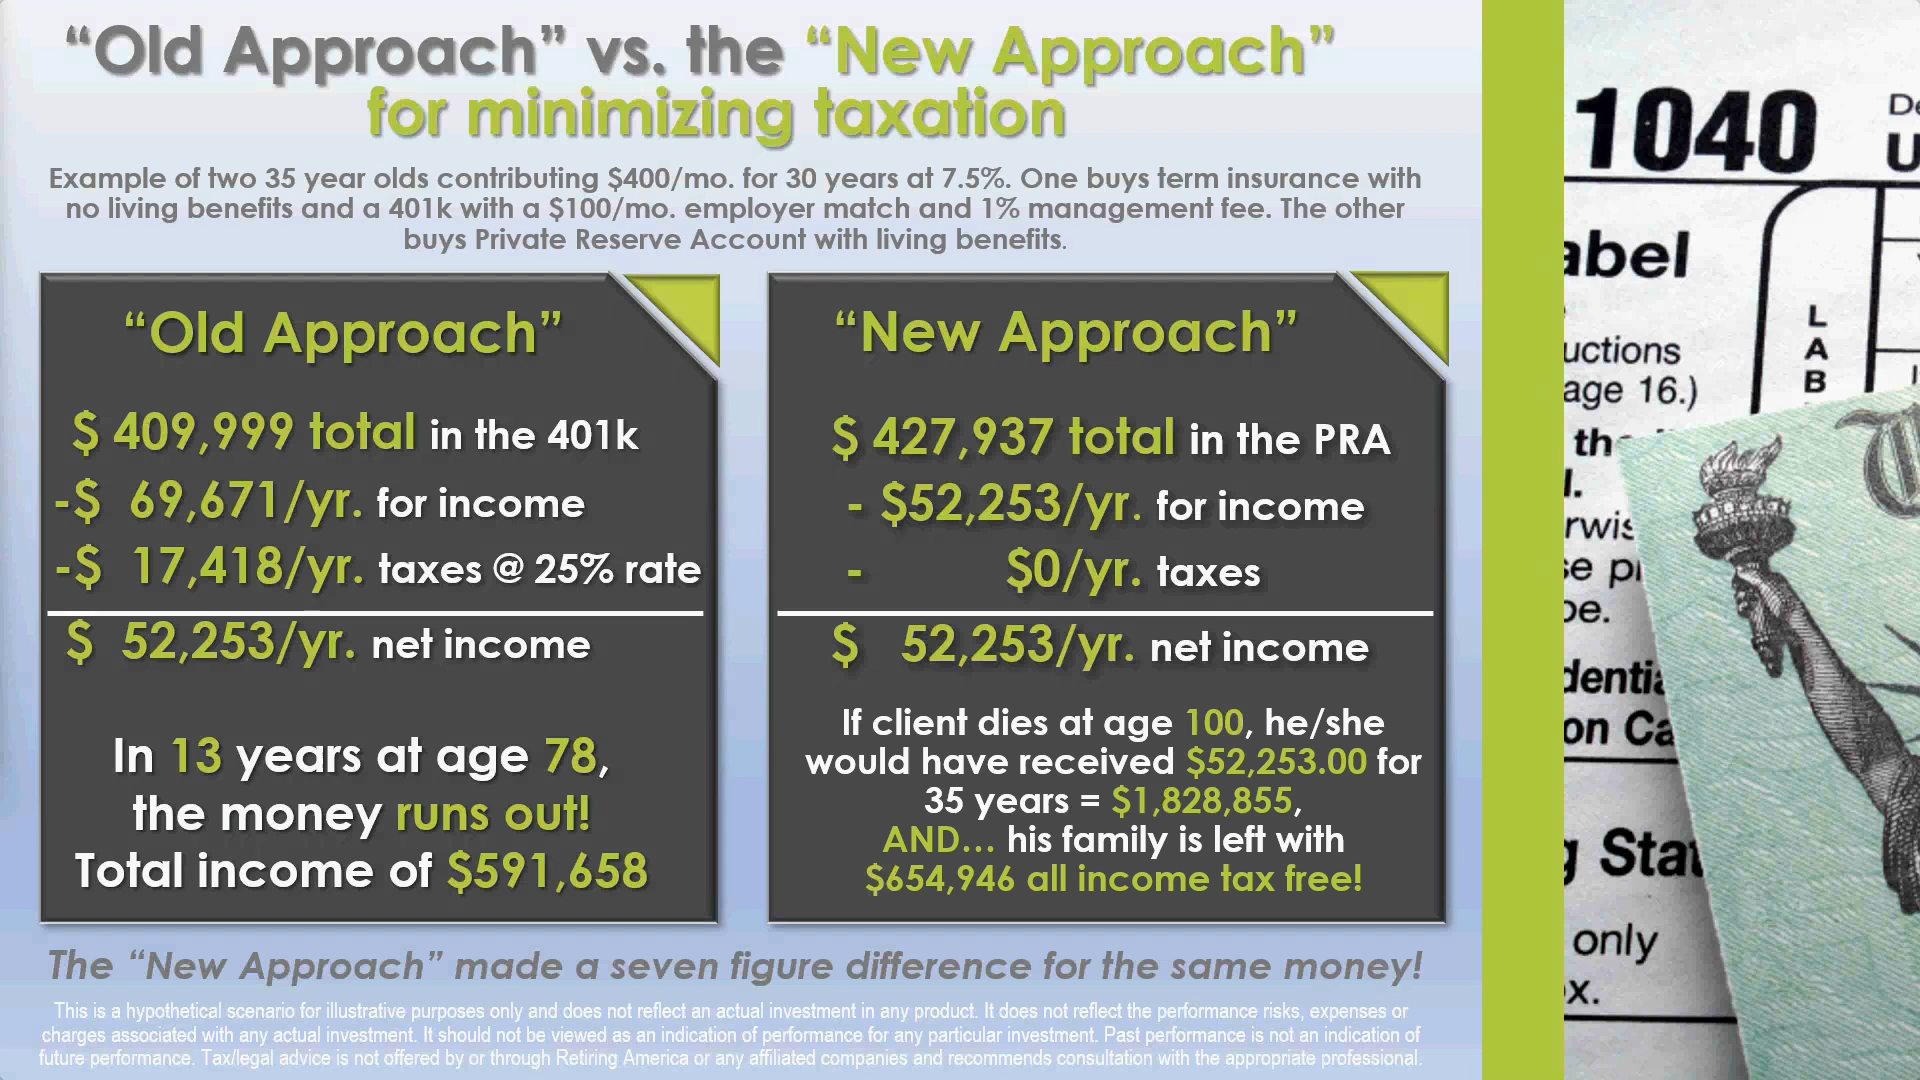 “Old Approach” vs. the “New Approach”
for minimizing taxation
Example of two 35 year olds contributing $400/mo. for 30 years at 7.5%. One buys term insurance with
no living benefits and a 401k with a $100/mo. employer match and 1% management fee. The other
buys Private Reserve Account with living benefits.
“Old Approach”
$ 409,999 total in the 401k
-$ 69,671/yr. for income
-$ 17,418/yr. taxes @ 25% rate
$ 52,253/yr. net income
In 13 years at age 78,
the money runs out!
Total income of $591,658
“New Approach”
$ 427,937 total in the PRA
- $52,253/yr. for income
- $0/yr. taxes
$ 52,253/yr. net income
If client dies at age 100, he/she
would have received $52,253.00 for
35 years = $1,828,855,
AND... his family is left with
$654,946 all income tax free!
The “New Approach” made a seven figure difference for the same money!
This is a hypothetical scenario for illustrative purposes only and does not reflect an actual investment in any product. It does not reflect the performance risks, expenses or
charges associated with any actual investment. It should not be viewed as an indication of performance for any particular investment. Past performance is not an indication of
future performance. Tax/legal advice is not offered by or through Retiring America or any affiliated companies and recommends consultation with the appropriate professional.
1040
De
U
abel
L
A
B
uctions
age 16.)
the
l.
rwis
se p
pe.
denti
on Ca
g Stat
only
x.